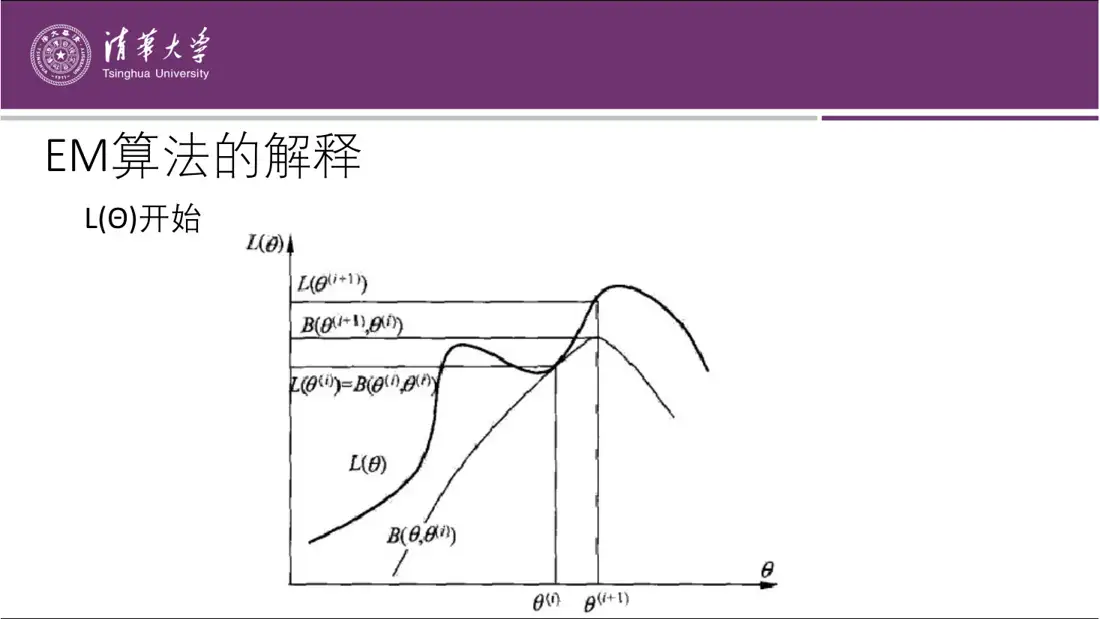 清华大学
Tsinghua University
EM算法的解释
L(Θ)开始
L(θ)
L(θ⁽ⁱ⁺¹⁾)
B(θ⁽ⁱ⁺¹⁾,θ⁽ⁱ⁾)
L(θ⁽ⁱ⁾)=B(θ⁽ⁱ⁾,θ⁽ⁱ⁾)
L(θ)
B(θ,θ⁽ⁱ⁾)
θ
θ⁽ⁱ⁾ θ⁽ⁱ⁺¹⁾